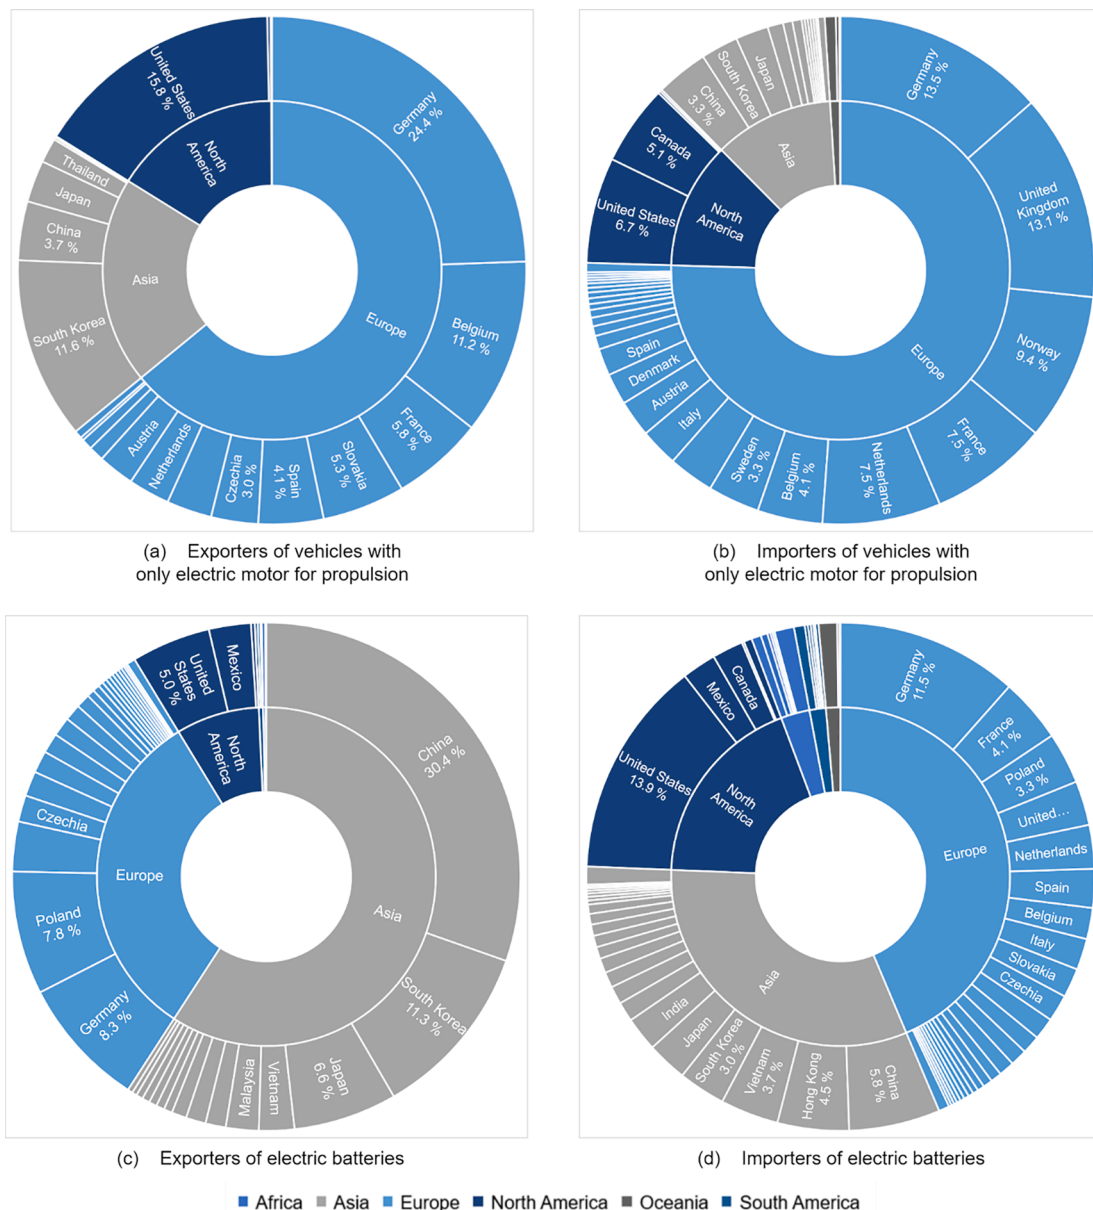 United States
15.8 %
North
America
Germany
24.4 %
Thailand
Japan
China
3.7 %
Asia
Europe
South Korea
11.6 %
Belgium
11.2 %
France
5.8 %
Slovakia
5.3 %
Spain
4.1 %
Czechia
3.0 %
Netherlands
Austria
(a) Exporters of vehicles with
only electric motor for propulsion
Germany
13.5 %
Japan
South Korea
China
3.3 %
Asia
Canada
5.1 %
North
America
United States
6.7 %
United
Kingdom
13.1 %
Europe
Norway
9.4 %
Spain
Denmark
Austria
Italy
Sweden
3.3 %
Belgium
4.1 %
Netherlands
7.5 %
France
7.5 %
(b) Importers of vehicles with
only electric motor for propulsion
Mexico
United
States
5.0 %
North
America
China
30.4 %
Czechia
Europe
Asia
Poland
7.8 %
Germany
8.3 %
South Korea
11.3 %
Malaysia
Vietnam
Japan
6.6 %
(c) Exporters of electric batteries
Germany
11.5 %
Canada
Mexico
United States
13.9 %
North
America
France
4.1 %
Poland
3.3 %
United...
Netherlands
Europe
Spain
Belgium
Italy
Slovakia
Czechia
Asia
India
Japan
South Korea
3.0 %
Vietnam
3.7 %
Hong Kong
4.5 %
China
5.8 %
(d) Importers of electric batteries
Africa Asia Europe North America Oceania South America